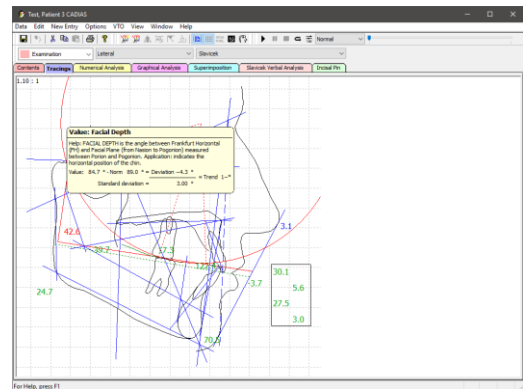 Test, Patient 3 CADIAS
Data Edit New Entry Options VTO View Window Help
Normal
Examination Lateral Slavicek
Contents Tracings Numerical Analysis Graphical Analysis Superimposition Slavicek Verbal Analysis Incisal Pin
1.10 : 1
Value: Facial Depth
Help: FACIAL DEPTH is the angle between Frankfurt Horizontal
(FH) and Facial Plane (from Nasion to Pogonion) measured
between Porion and Pogonion. Application: indicates the
horizontal position of the chin.
Value: 84.7 ° - Norm 89.0 ° = Deviation -4.3 °
= Trend 1-"
Standard deviation = 3.00 °
3.1
42.6
37.3
-3.7
30.1
5.6
27.5
3.0
24.7
For Help, press F1